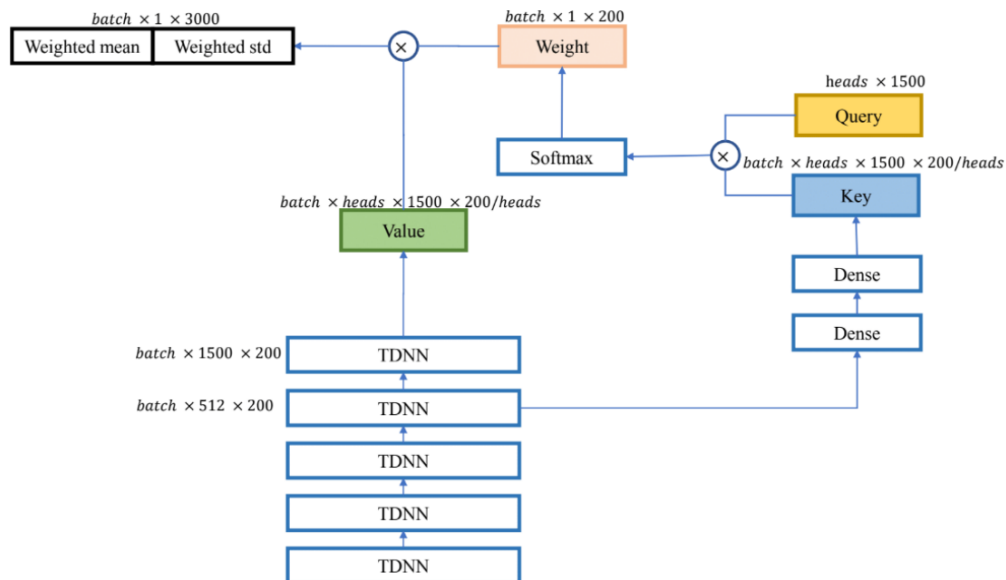 batch × 1 × 3000
Weighted mean Weighted std
batch × 1 × 200
Weight
heads × 1500
Query
Softmax
batch × heads × 1500 × 200/heads
Key
batch × heads × 1500 × 200/heads
Value
Dense
Dense
batch × 1500 × 200
TDNN
batch × 512 × 200
TDNN
TDNN
TDNN
TDNN